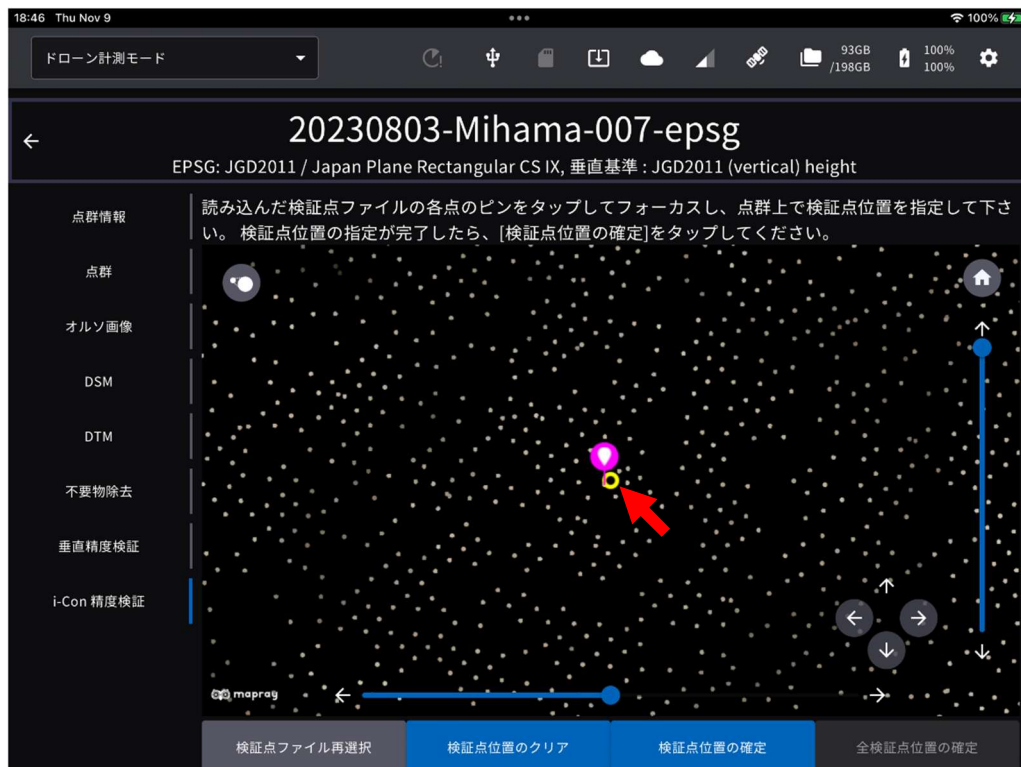 18:46 Thu Nov 9
100%
ドローン計測モード
93GB
/198GB
100%
100%
20230803-Mihama-007-epsg
EPSG: JGD2011 / Japan Plane Rectangular CS IX, 垂直基準 : JGD2011 (vertical) height
点群情報
点群
オルソ画像
DSM
DTM
不要物除去
垂直精度検証
i-Con 精度検証
読み込んだ検証点ファイルの各点のピンをタップしてフォーカスし、点群上で検証点位置を指定して下さ
い。 検証点位置の指定が完了したら、[検証点位置の確定]をタップしてください。
mapray
検証点ファイル再選択
検証点位置のクリア
検証点位置の確定
全検証点位置の確定